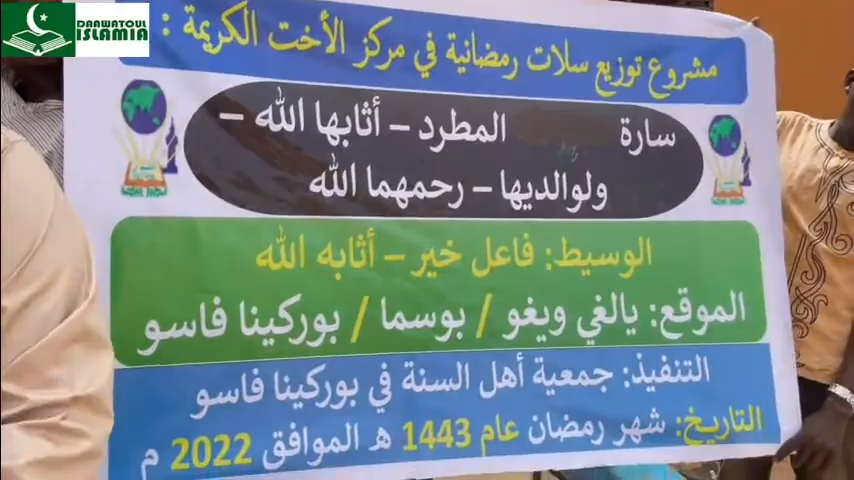 DAAWATOUL
ISLAMIA
مشروع توزيع سلات رمضانية في مركز الأخت الكريمة :
سارة المطرد – أثابها الله –
ولوالديها – رحمهما الله
الوسيط: فاعل خير – أثابه الله
الموقع: يالغي ويغو / بوسما / بوركينا فاسو
التنفيذ: جمعية أهل السنة في بوركينا فاسو
التاريخ: شهر رمضان عام 1443 هـ الموافق 2022 م